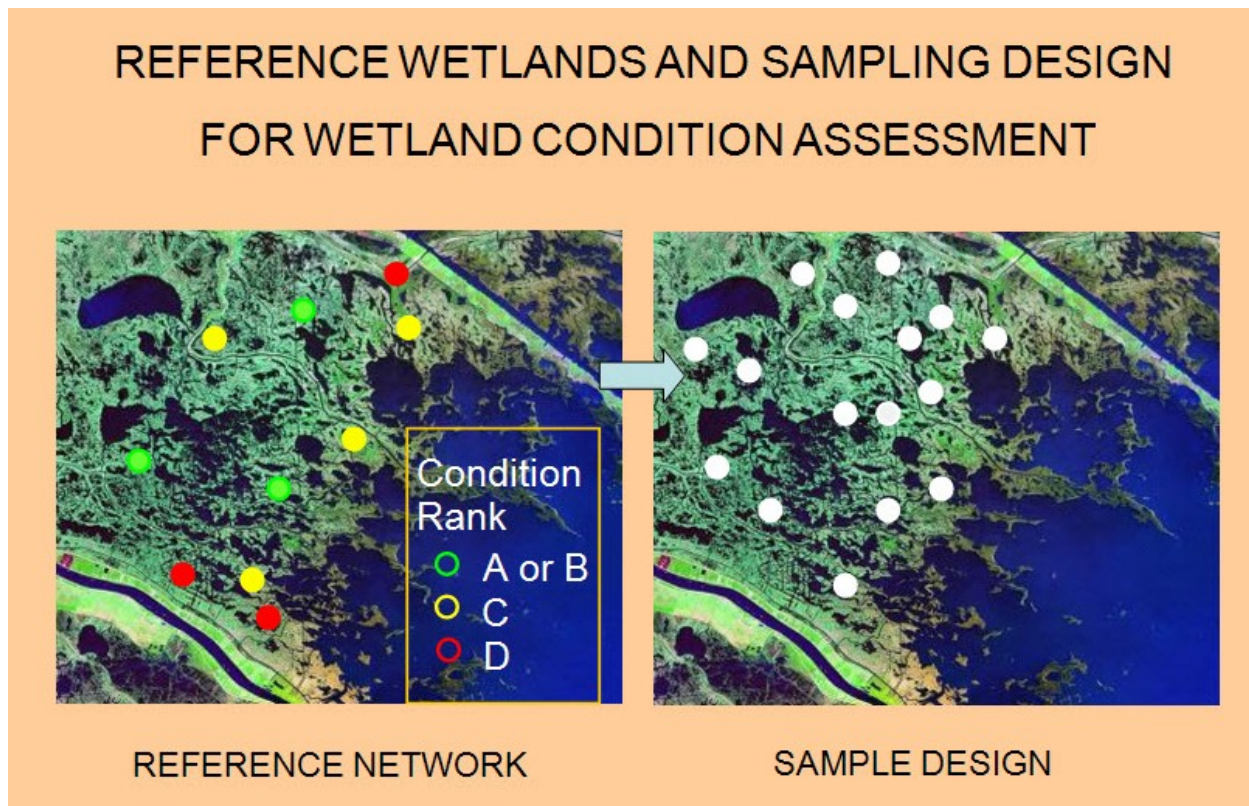 REFERENCE WETLANDS AND SAMPLING DESIGN
FOR WETLAND CONDITION ASSESSMENT
Condition
Rank
A or B
C
D
REFERENCE NETWORK
SAMPLE DESIGN